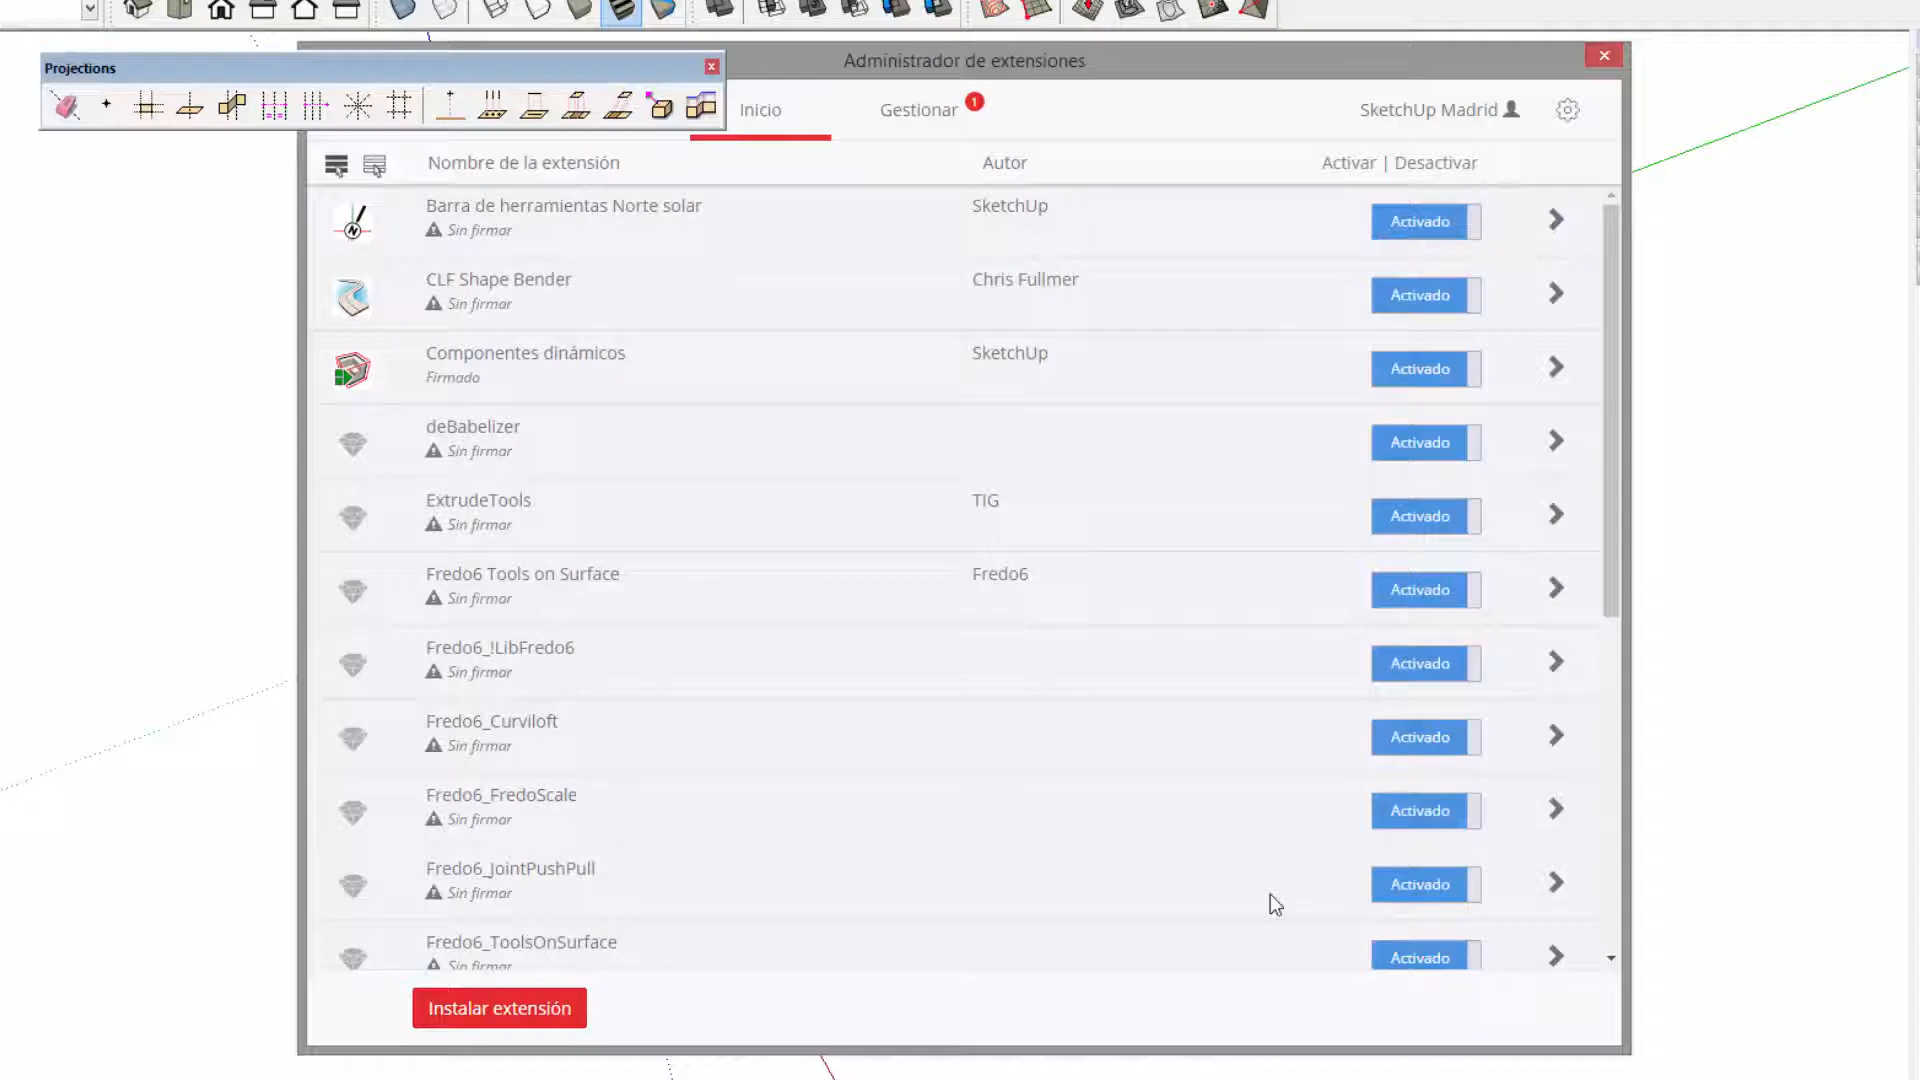 Administrador de extensiones
Projections
Inicio
Gestionar 1
SketchUp Madrid
Nombre de la extensión
Autor
Activar | Desactivar
Barra de herramientas Norte solar
SketchUp
Sin firmar
Activado
CLF Shape Bender
Chris Fullmer
Sin firmar
Activado
Componentes dinámicos
SketchUp
Firmado
Activado
deBabelizer
Sin firmar
Activado
ExtrudeTools
TIG
Sin firmar
Activado
Fredo6 Tools on Surface
Fredo6
Sin firmar
Activado
Fredo6_!LibFredo6
Sin firmar
Activado
Fredo6_Curviloft
Sin firmar
Activado
Fredo6_FredoScale
Sin firmar
Activado
Fredo6_JointPushPull
Sin firmar
Activado
Fredo6_ToolsOnSurface
Sin firmar
Activado
Instalar extensión